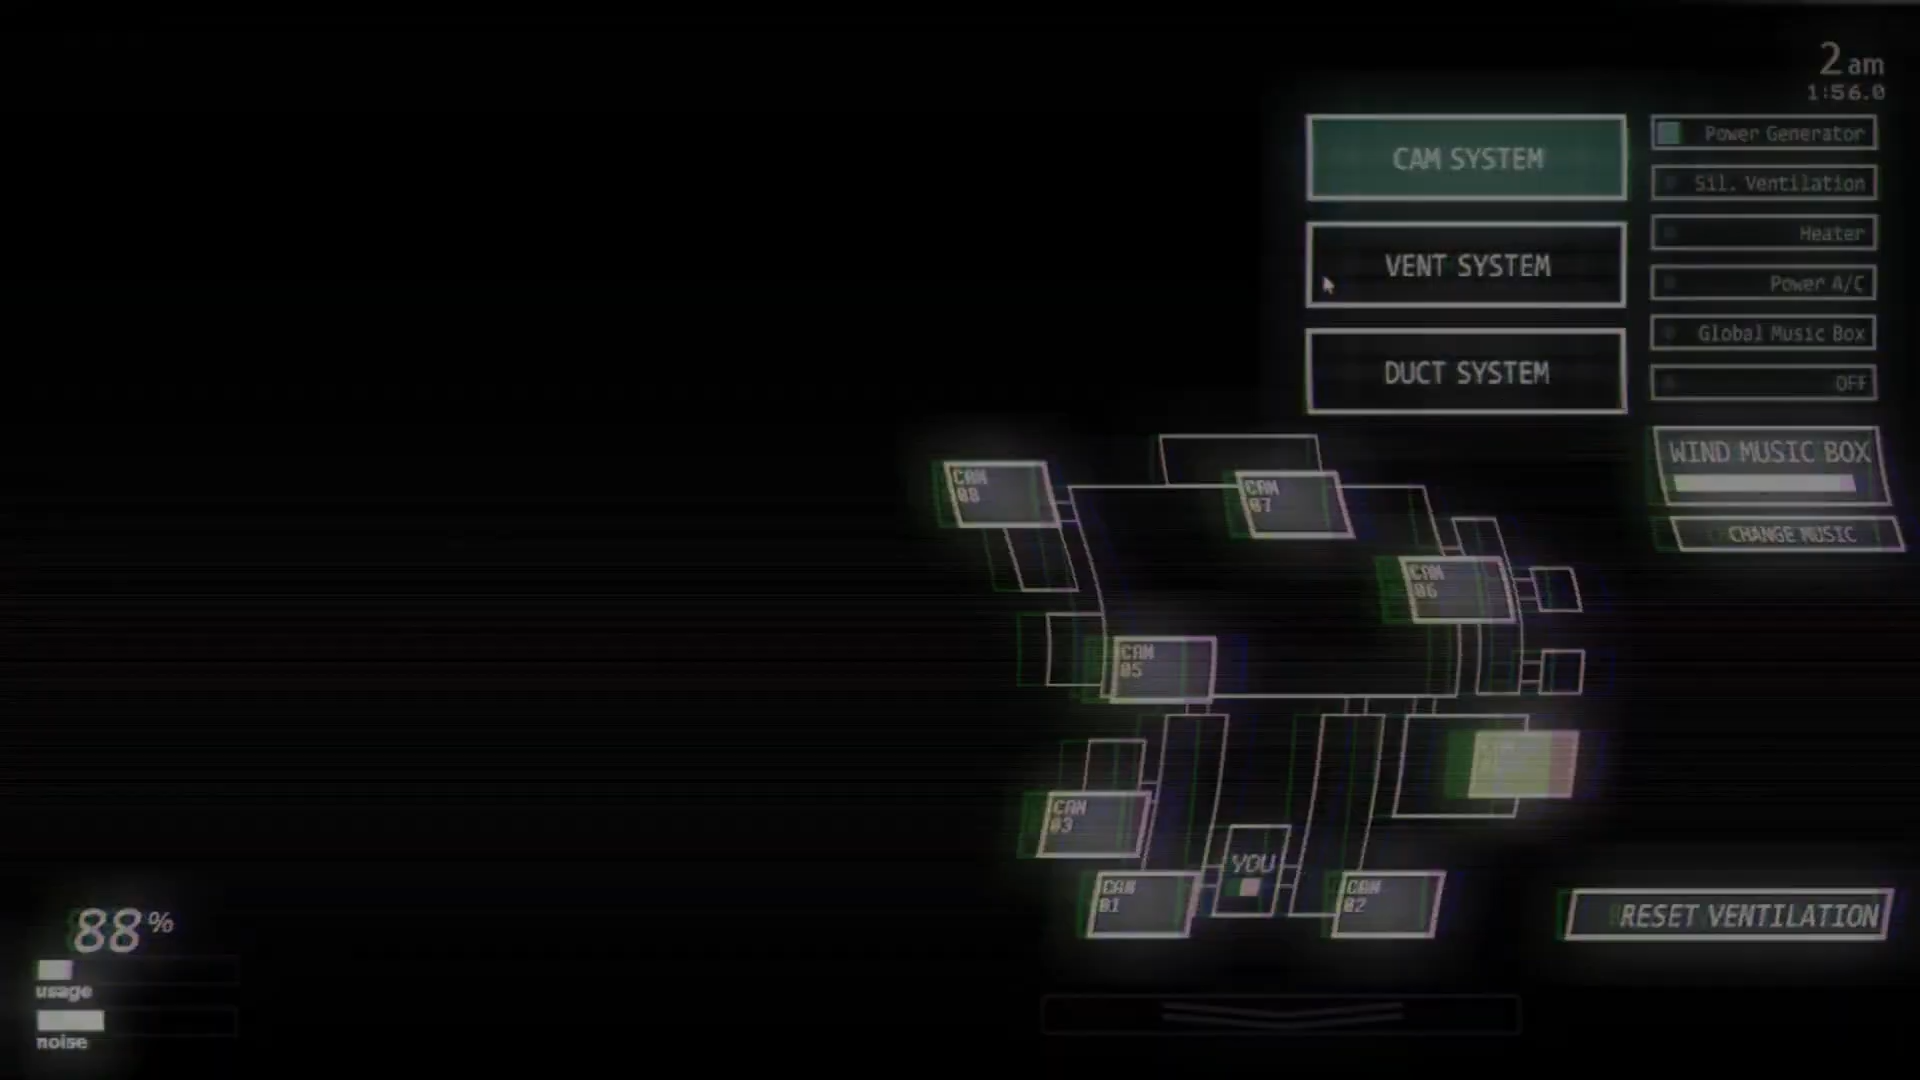 2 am
1:56.0
CAM SYSTEM
Power Generator
Sil. Ventilation
VENT SYSTEM
Heater
Power A/C
Global Music Box
DUCT SYSTEM
OFF
WIND MUSIC BOX
CHANGE MUSIC
CAM
08
CAM
07
CAM
06
CAM
05
CAM
03
YOU
CAM
01
CAM
02
RESET VENTILATION
88%
usage
noise